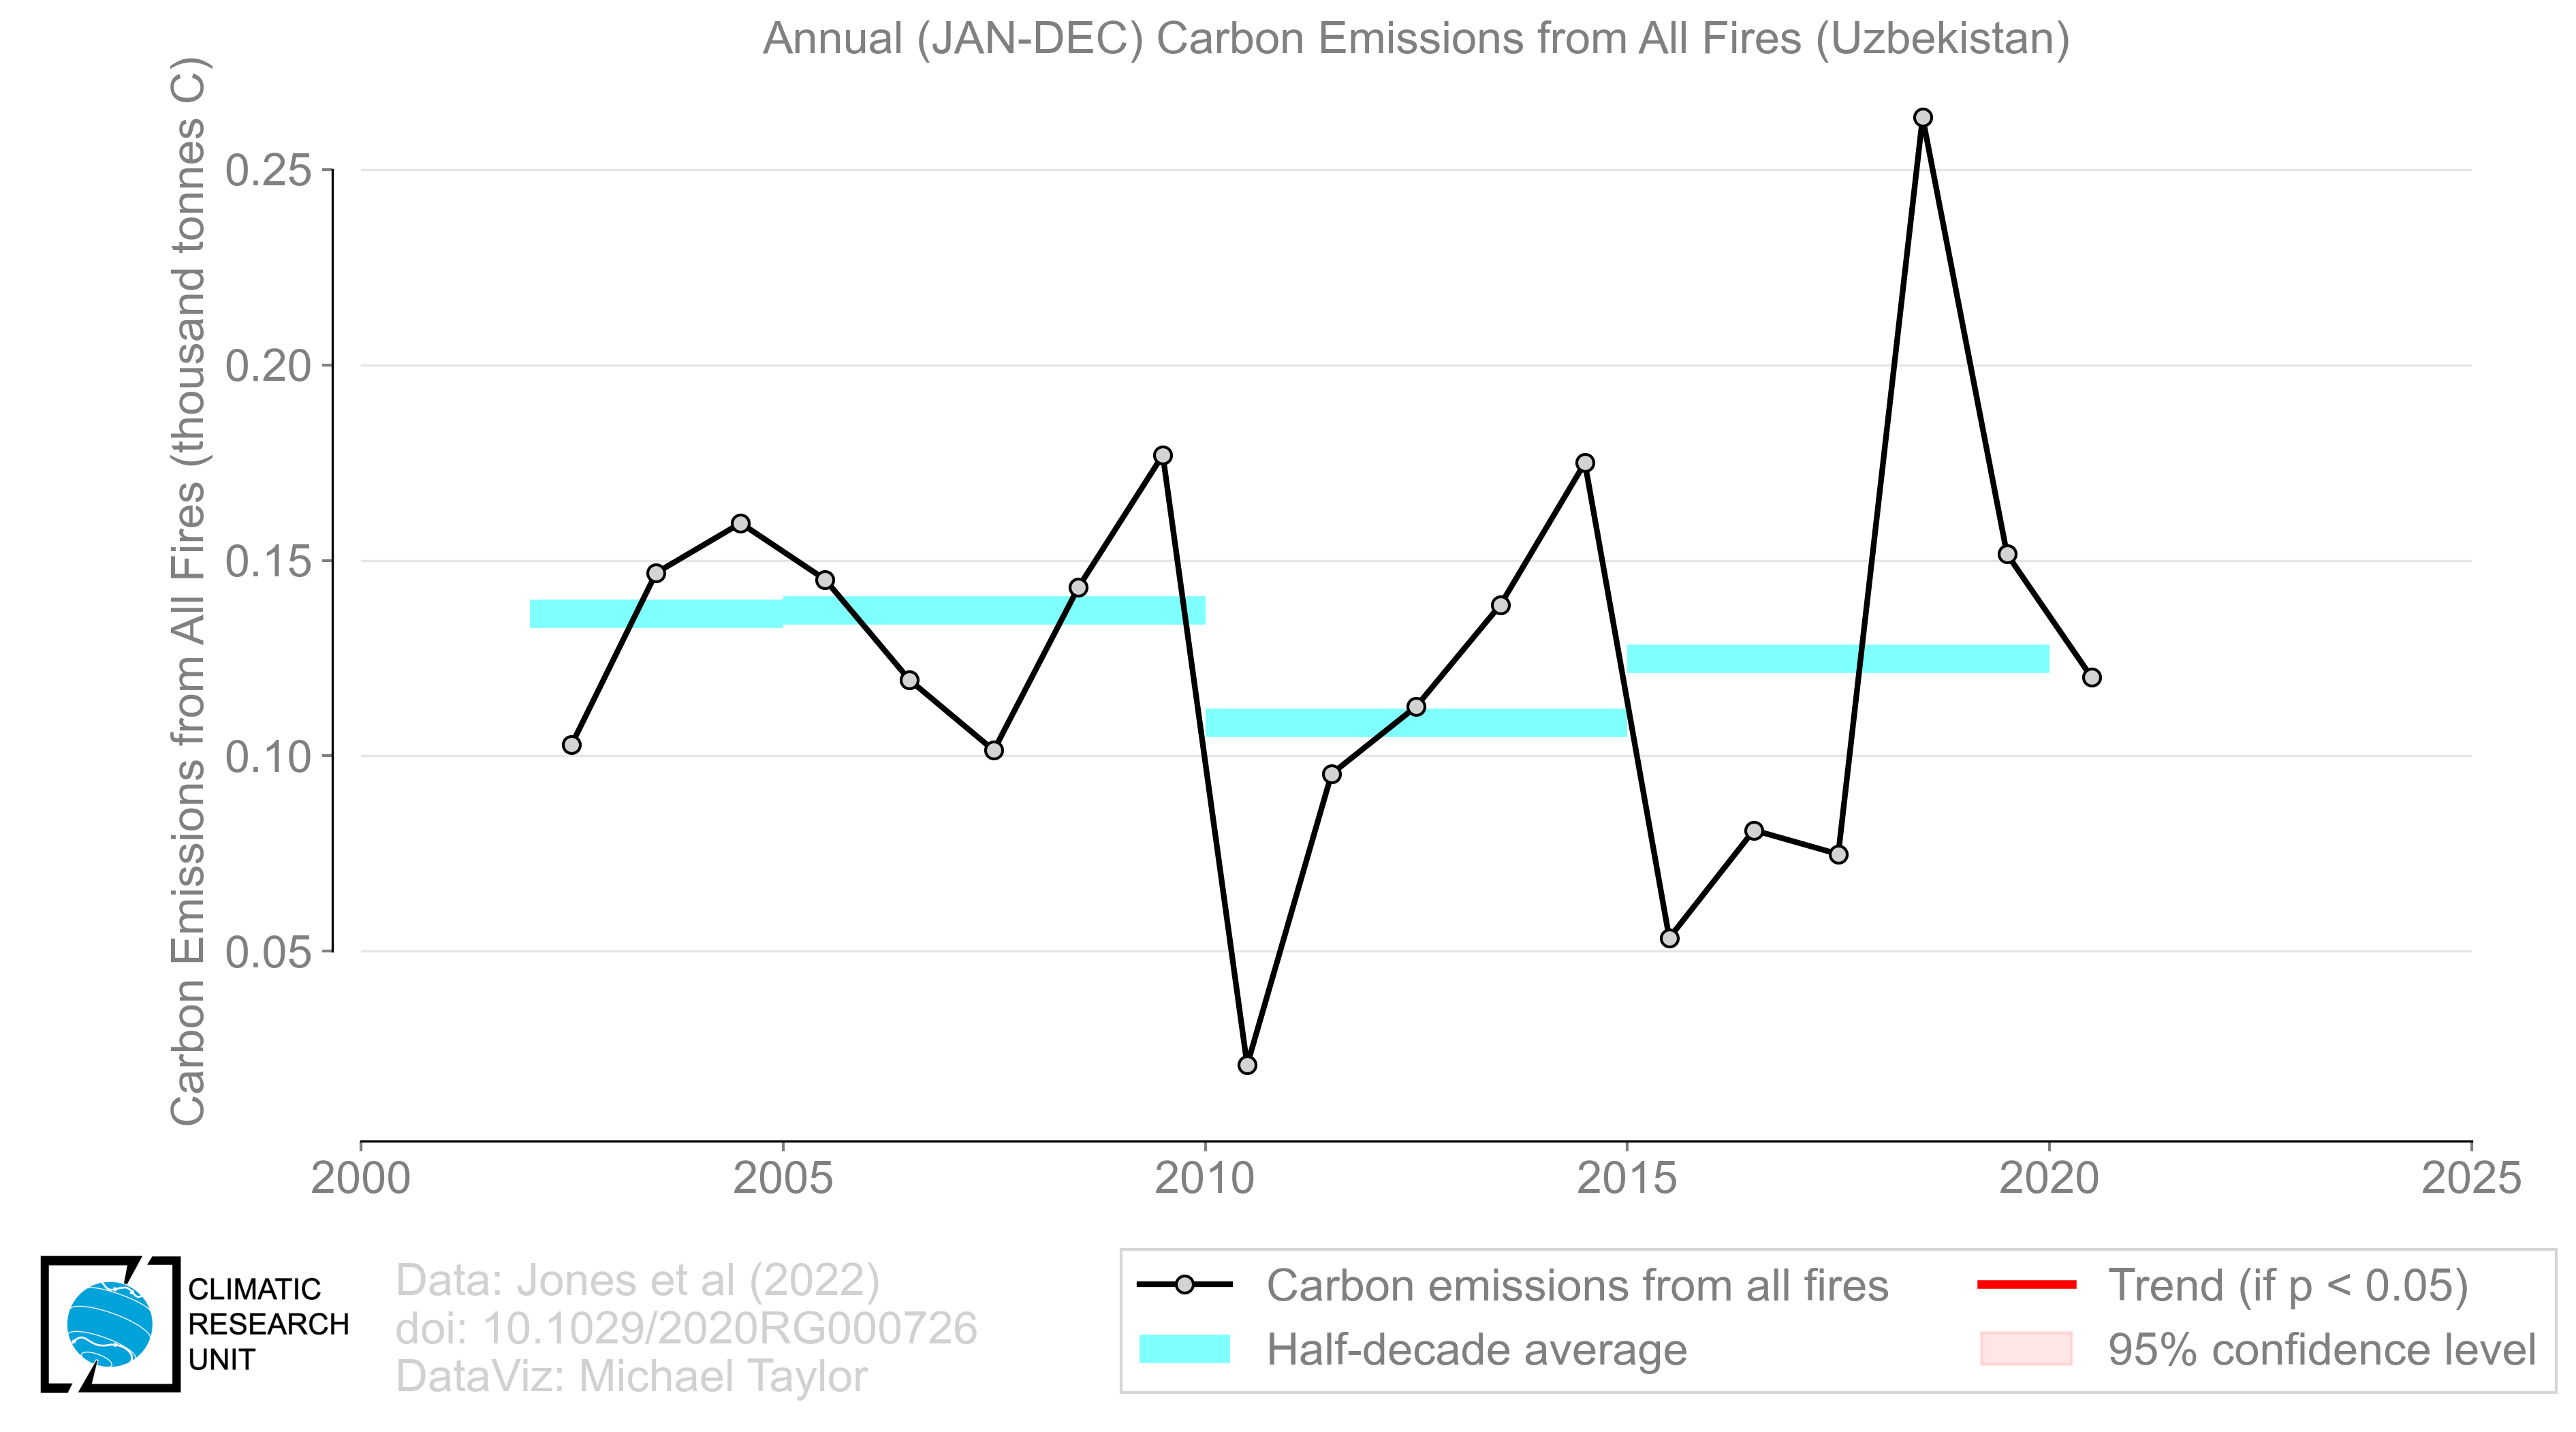 Annual (JAN-DEC) Carbon Emissions from All Fires (Uzbekistan)
Carbon Emissions from All Fires (thousand tonnes C)
0.25
0.20
0.15
0.10
0.05
2000
2005
2010
2015
2020
2025
CLIMATIC
RESEARCH
UNIT
Data: Jones et al (2022)
doi: 10.1029/2020RG000726
DataViz: Michael Taylor
Carbon emissions from all fires
Half-decade average
Trend (if p < 0.05)
95% confidence level